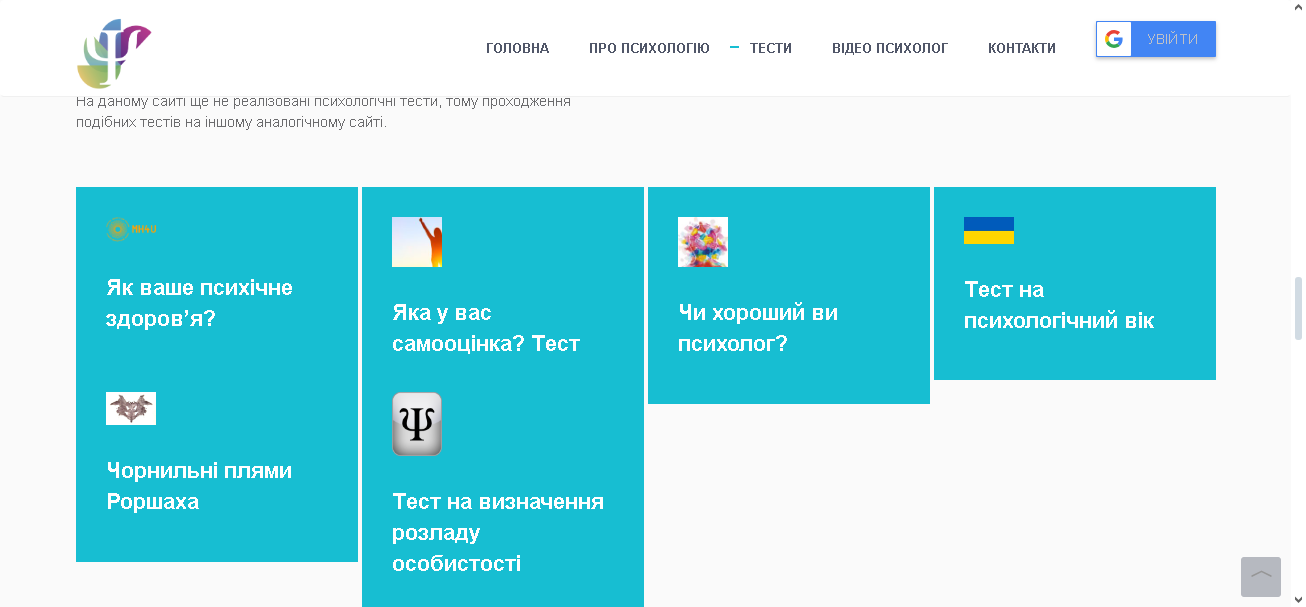 ГОЛОВНА
ПРО ПСИХОЛОГІЮ
ТЕСТИ
ВІДЕО ПСИХОЛОГ
КОНТАКТИ
УВІЙТИ
На даному сайті ще не реалізовані психологічні тести, тому проходження
подібних тестів на іншому аналогічному сайті.
MH4U
Як ваше психічне
здоров’я?
Яка у вас
самооцінка? Тест
Чи хороший ви
психолог?
Тест на
психологічний вік
Чорнильні плями
Роршаха
Ψ
Тест на визначення
розладу
особистості